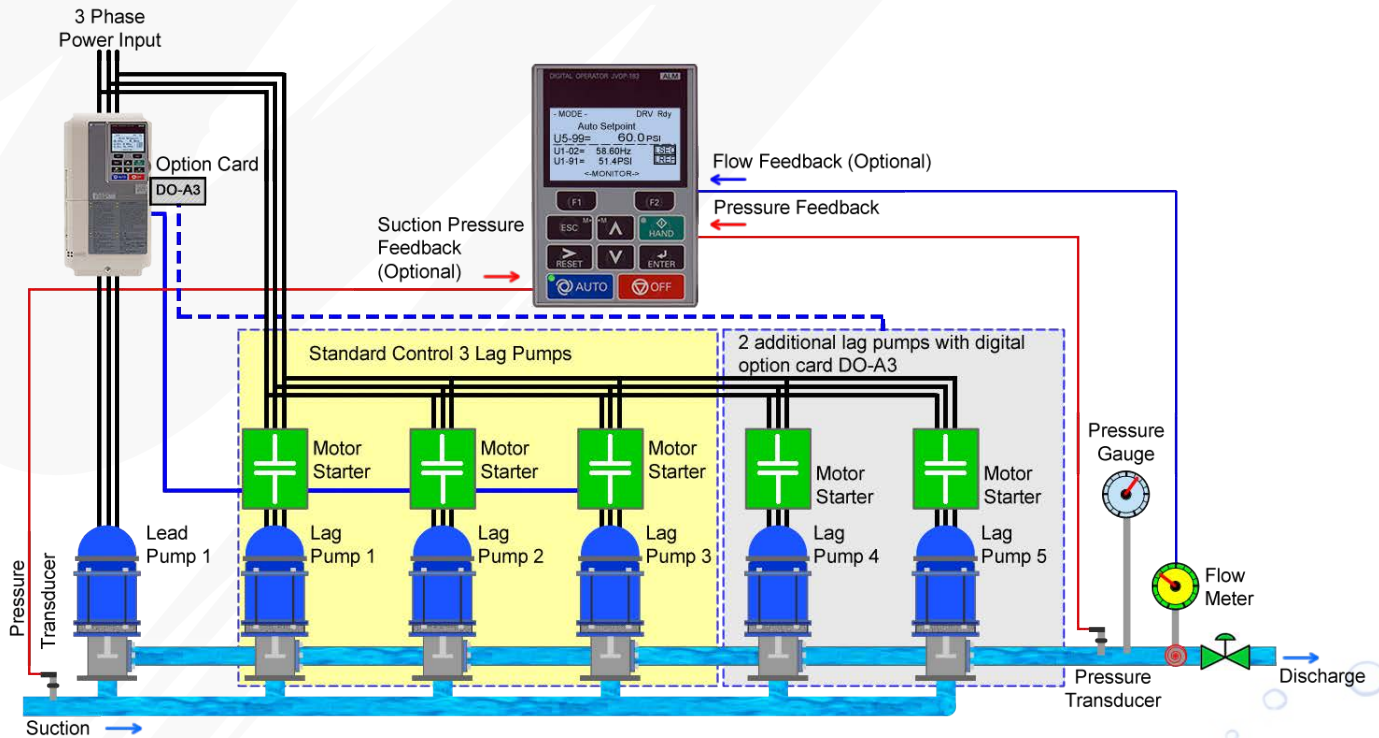 3 Phase
Power Input
Option Card
DO-A3
DIGITAL OPERATOR JVOP-183 ALM
- MODE - DRV Rdy
Auto Setpoint
U5-99= 60.0 PSI
U1-02= 58.60Hz LSEQ
U1-91= 51.4PSI LREF
<-MONITOR->
F1 F2
ESC M M HAND
RESET ENTER
AUTO OFF
Flow Feedback (Optional)
Pressure Feedback
Suction Pressure
Feedback
(Optional)
Standard Control 3 Lag Pumps
2 additional lag pumps with digital
option card DO-A3
Motor
Starter
Motor
Starter
Motor
Starter
Motor
Starter
Motor
Starter
Pressure
Gauge
Lead
Pump 1
Lag
Pump 1
Lag
Pump 2
Lag
Pump 3
Lag
Pump 4
Lag
Pump 5
Flow
Meter
Pressure
Transducer
Pressure
Transducer
Suction
Discharge